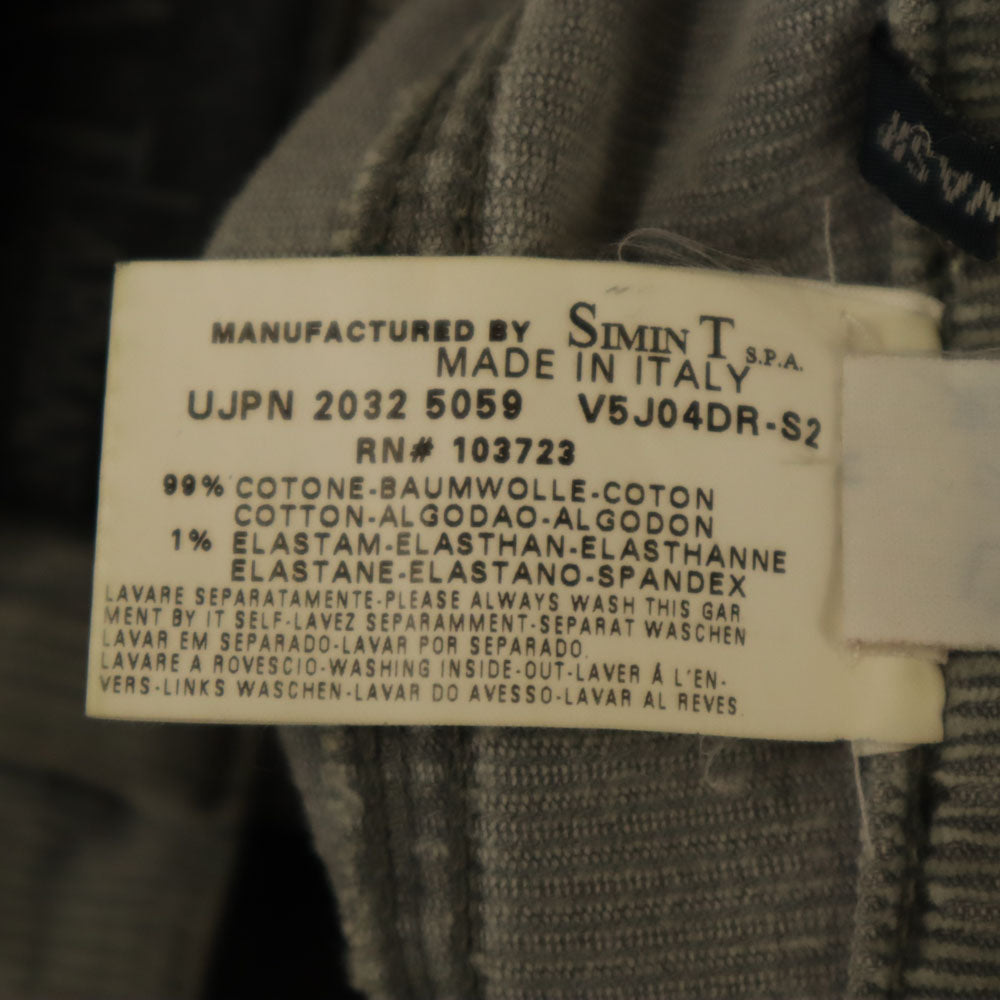 MANUFACTURED BY SIMIN T S.P.A.
MADE IN ITALY
UJPN 2032 5059 V5J04DR-S2
RN# 103723
99% COTONE-BAUMWOLLE-COTON
COTTON-ALGODAO-ALGODON
1% ELASTAM-ELASTHAN-ELASTHANNE
ELASTANE-ELASTANO-SPANDEX
LAVARE SEPARATAMENTE-PLEASE ALWAYS WASH THIS GAR
MENT BY IT SELF-LAVEZ SEPARAMMENT-SEPARAT WASCHEN
LAVAR EM SEPARADO-LAVAR POR SEPARADO.
LAVARE A ROVESCIO-WASHING INSIDE-OUT-LAVER Á L'EN-
VERS-LINKS WASCHEN-LAVAR DO AVESSO-LAVAR AL REVES.